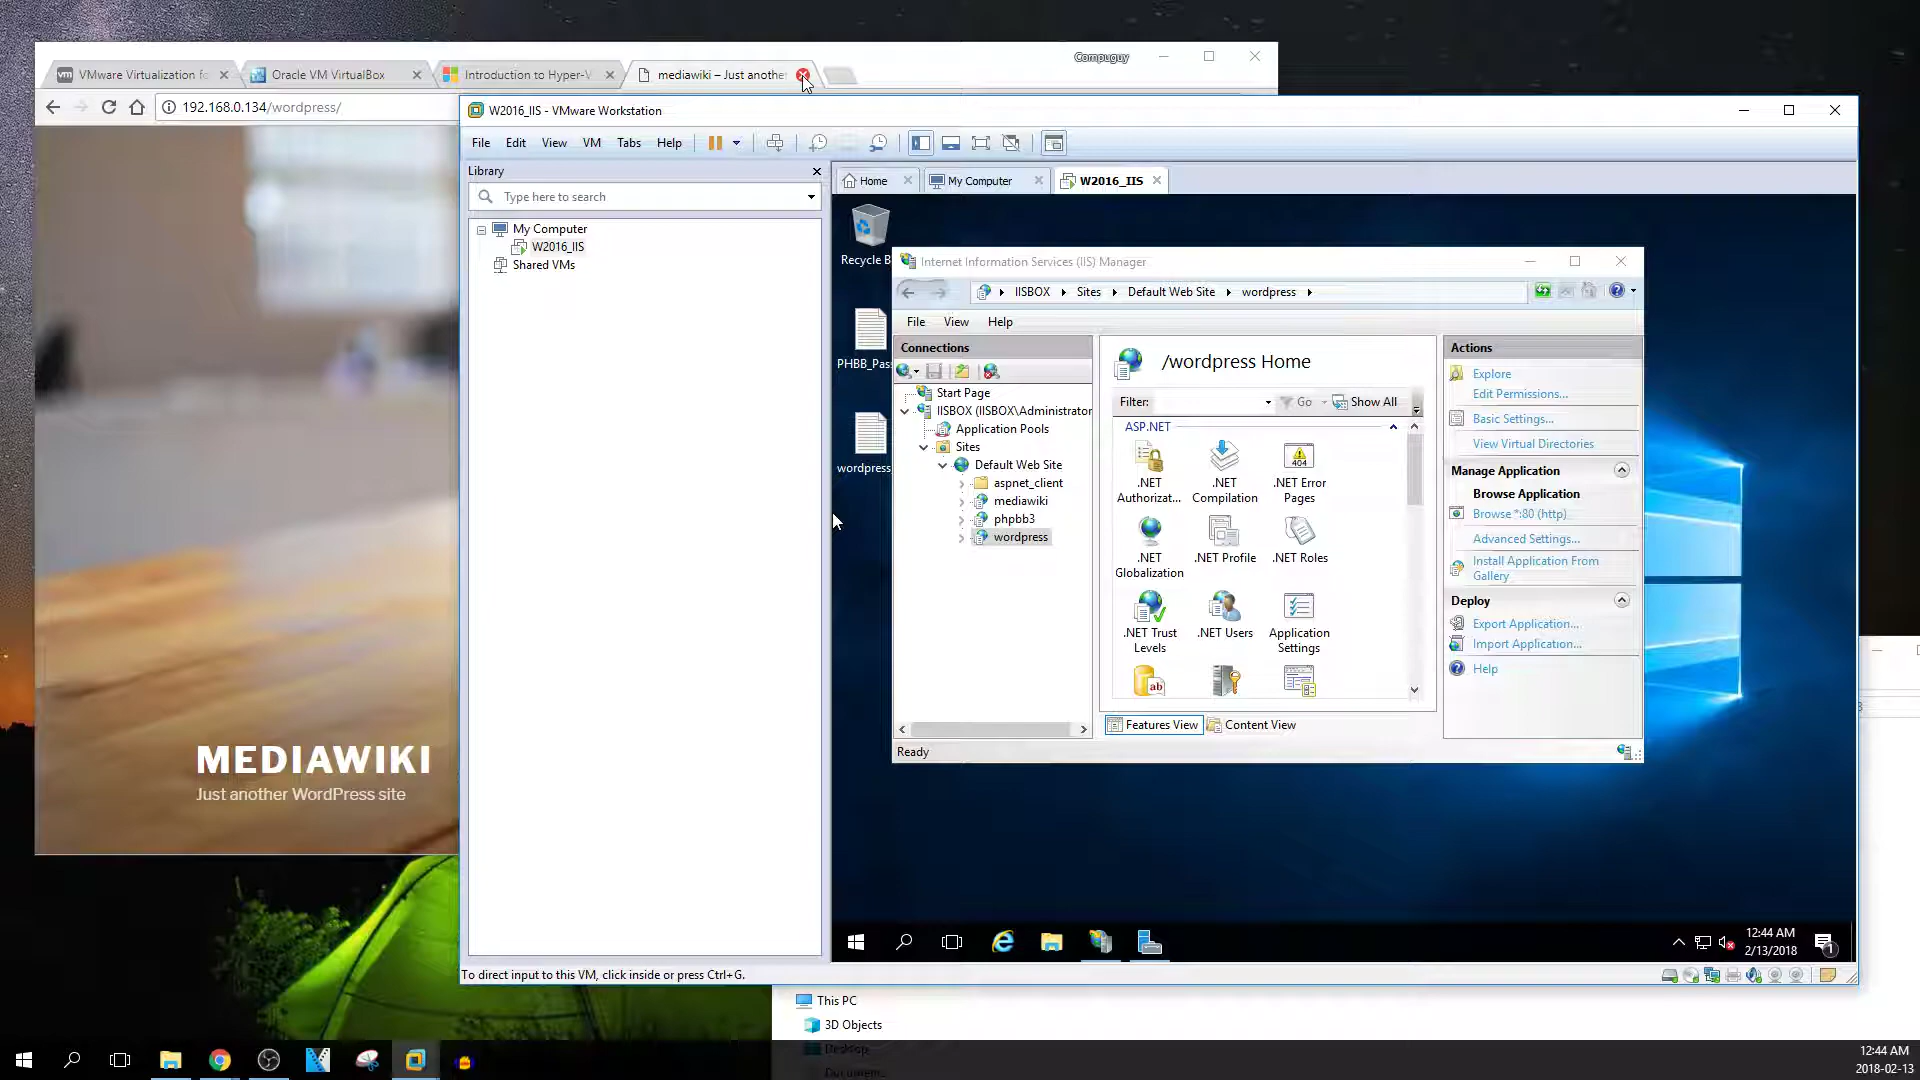 Compuguy
VMware Virtualization fo
Oracle VM VirtualBox
Introduction to Hyper-V
mediawiki – Just anothe
192.168.0.134/wordpress/
W2016_IIS - VMware Workstation
File Edit View VM Tabs Help
Library
Type here to search
My Computer
W2016_IIS
Shared VMs
Home
My Computer
W2016_IIS
Recycle B
PHBB_Pas
wordpress
Internet Information Services (IIS) Manager
IISBOX Sites Default Web Site wordpress
File View Help
Connections
Start Page
IISBOX (IISBOX\Administrator
Application Pools
Sites
Default Web Site
aspnet_client
mediawiki
phpbb3
wordpress
/wordpress Home
Filter: Go Show All
ASP.NET
.NET Authorizat...
.NET Compilation
404
.NET Error Pages
.NET Globalization
.NET Profile
.NET Roles
.NET Trust Levels
.NET Users
Application Settings
ab
Features View
Content View
Ready
Actions
Explore
Edit Permissions...
Basic Settings...
View Virtual Directories
Manage Application
Browse Application
Browse *:80 (http)
Advanced Settings...
Install Application From Gallery
Deploy
Export Application...
Import Application...
Help
MEDIAWIKI
Just another WordPress site
12:44 AM
2/13/2018
1
To direct input to this VM, click inside or press Ctrl+G.
This PC
3D Objects
Desktop
Document
12:44 AM
2018-02-13